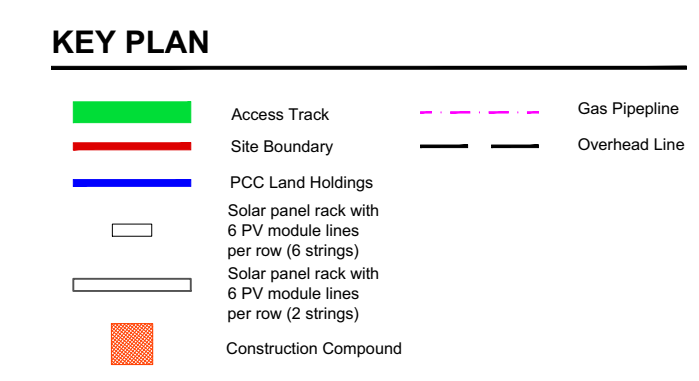 KEY PLAN
Access Track
Site Boundary
PCC Land Holdings
Solar panel rack with
6 PV module lines
per row (6 strings)
Solar panel rack with
6 PV module lines
per row (2 strings)
Construction Compound
Gas Pipepline
Overhead Line